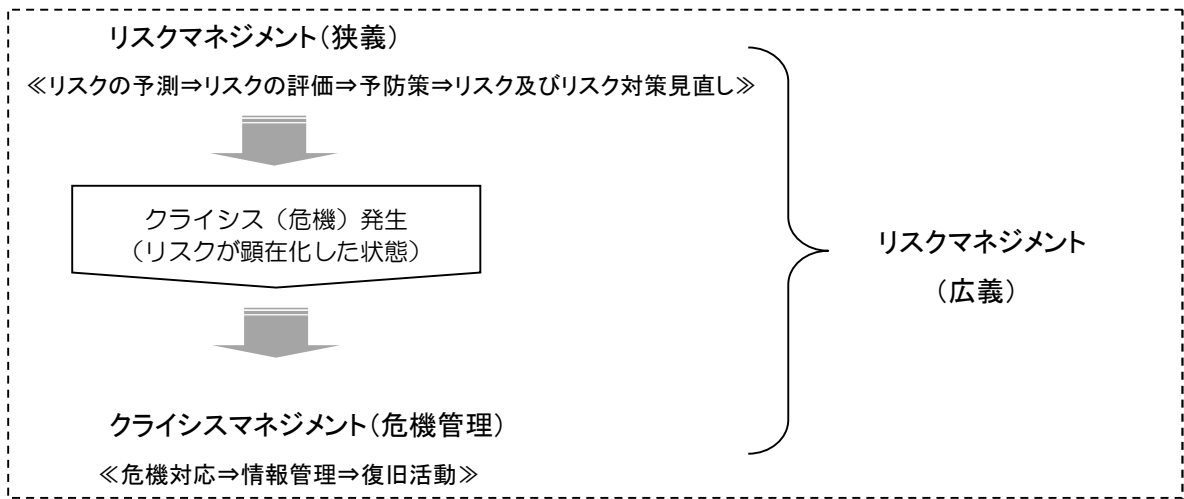 リスクマネジメント（狭義）
≪リスクの予測⇒リスクの評価⇒予防策⇒リスク及びリスク対策見直し≫
クライシス（危機）発生
（リスクが顕在化した状態）
リスクマネジメント
（広義）
クライシスマネジメント（危機管理）
≪危機対応⇒情報管理⇒復旧活動≫